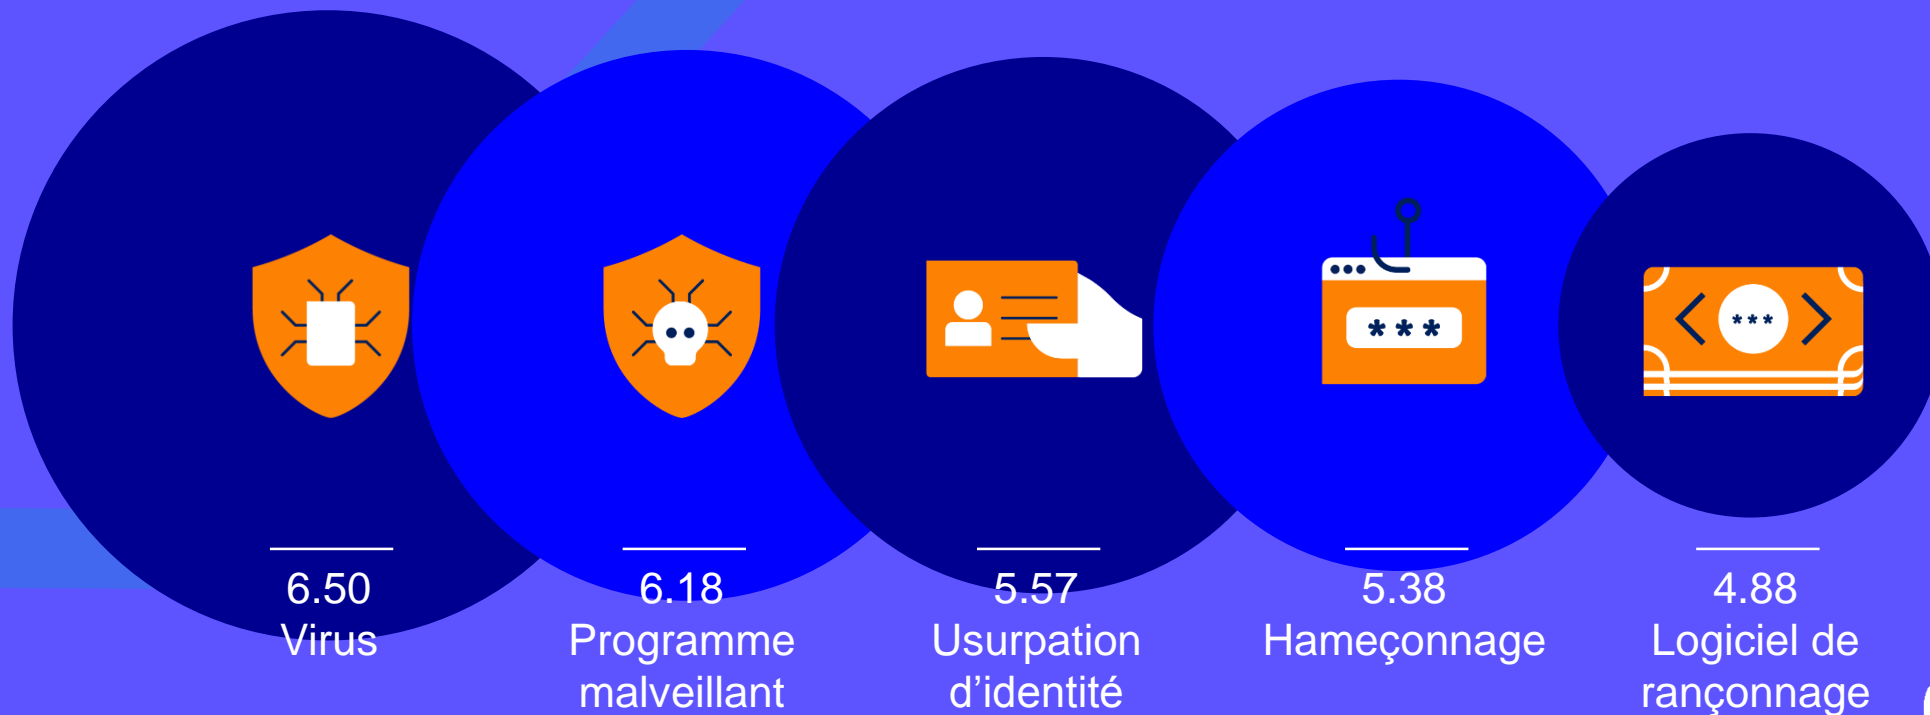 * * *
***
6.50
Virus
6.18
Programme
malveillant
5.57
Usurpation
d’identité
5.38
Hameçonnage
4.88
Logiciel de
rançonnage